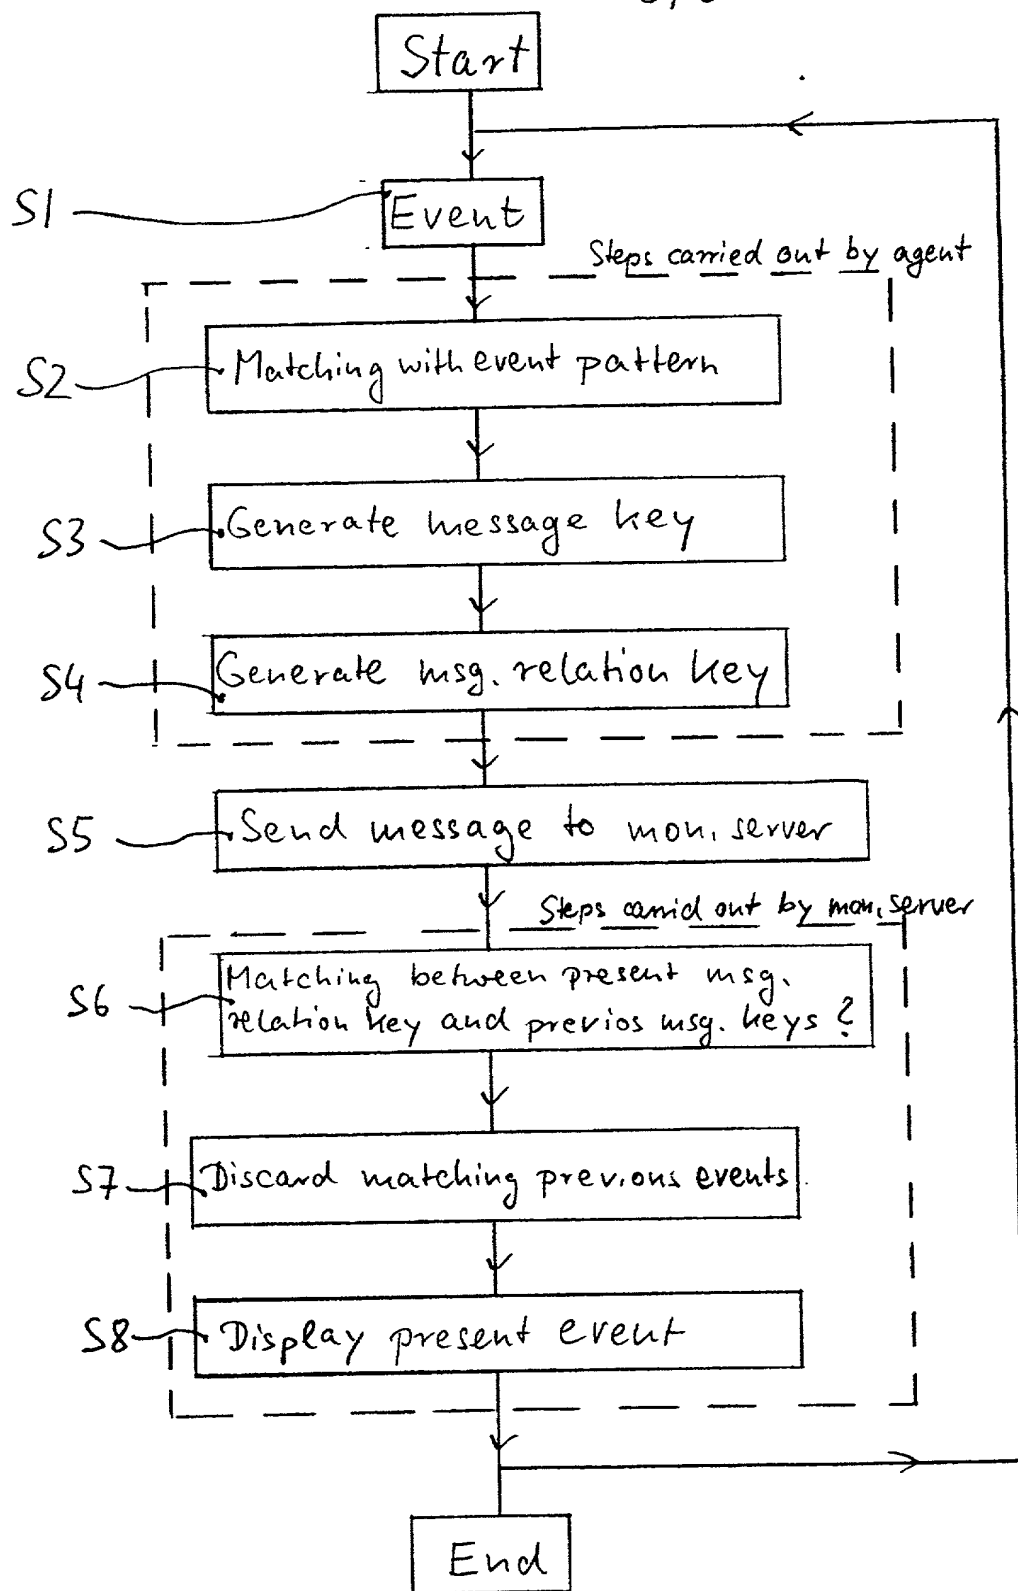 Start
S1
Event
Steps carried out by agent
S2
Matching with event pattern
S3
Generate message key
S4
Generate msg. relation key
S5
Send message to mon. server
Steps carrid out by mon. server
S6
Matching between present msg.
relation key and previos msg. keys ?
S7
Discard matching previous events
S8
Display present event
End